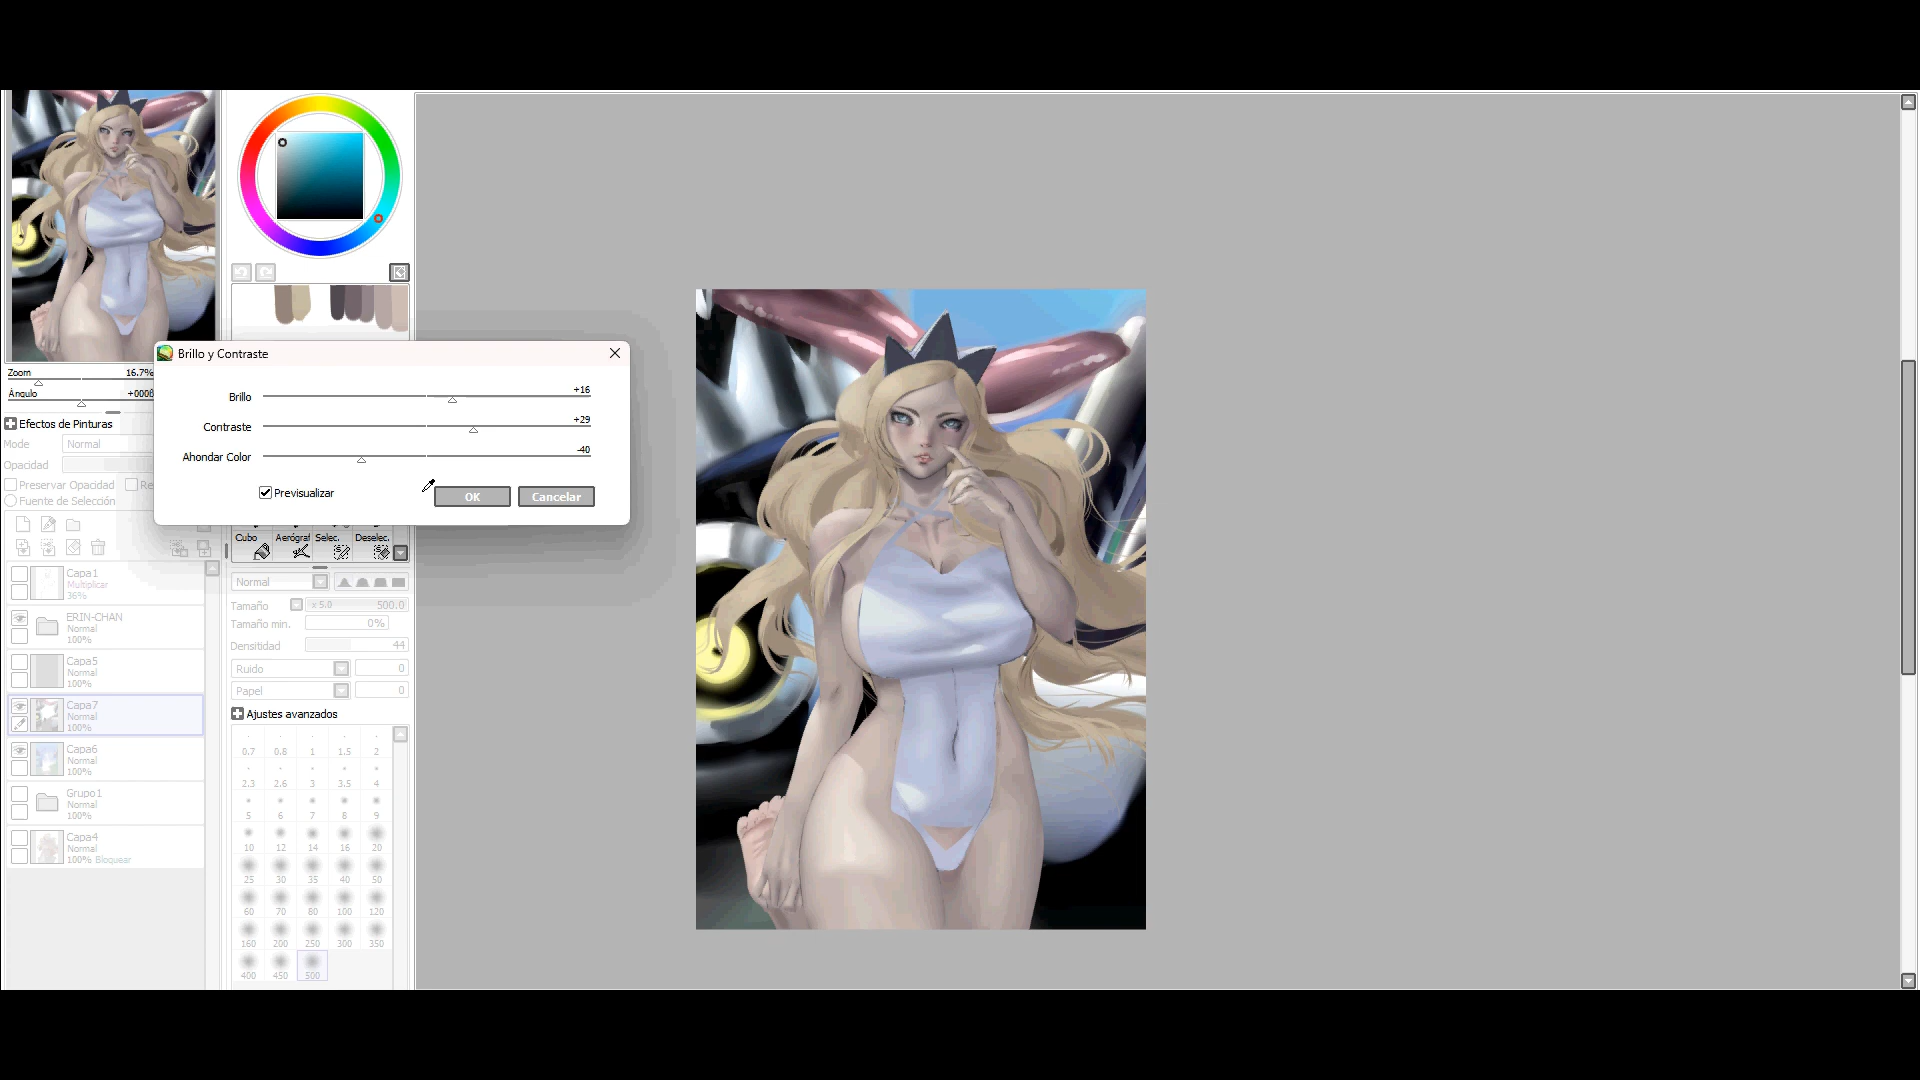 Zoom 16.7%
Ángulo +000ß
Efectos de Pinturas
Mode Normal
Opacidad
Preservar Opacidad Re
Fuente de Selección
Capa1
Multiplicar
36%
ERIN-CHAN
Normal
100%
Capa5
Normal
100%
Capa7
Normal
100%
Capa6
Normal
100%
Grupo1
Normal
100%
Capa4
Normal
100% Bloquear
Brillo y Contraste
Brillo +16
Contraste +29
Ahondar Color -40
Previsualizar OK Cancelar
Cubo Aerógraf Selec. Deselec.
Normal
Tamaño x 5.0 500.0
Tamaño min. 0%
Densitidad 44
Ruido 0
Papel 0
Ajustes avanzados
0.7 0.8 1 1.5 2
2.3 2.6 3 3.5 4
5 6 7 8 9
10 12 14 16 20
25 30 35 40 50
60 70 80 100 120
160 200 250 300 350
400 450 500